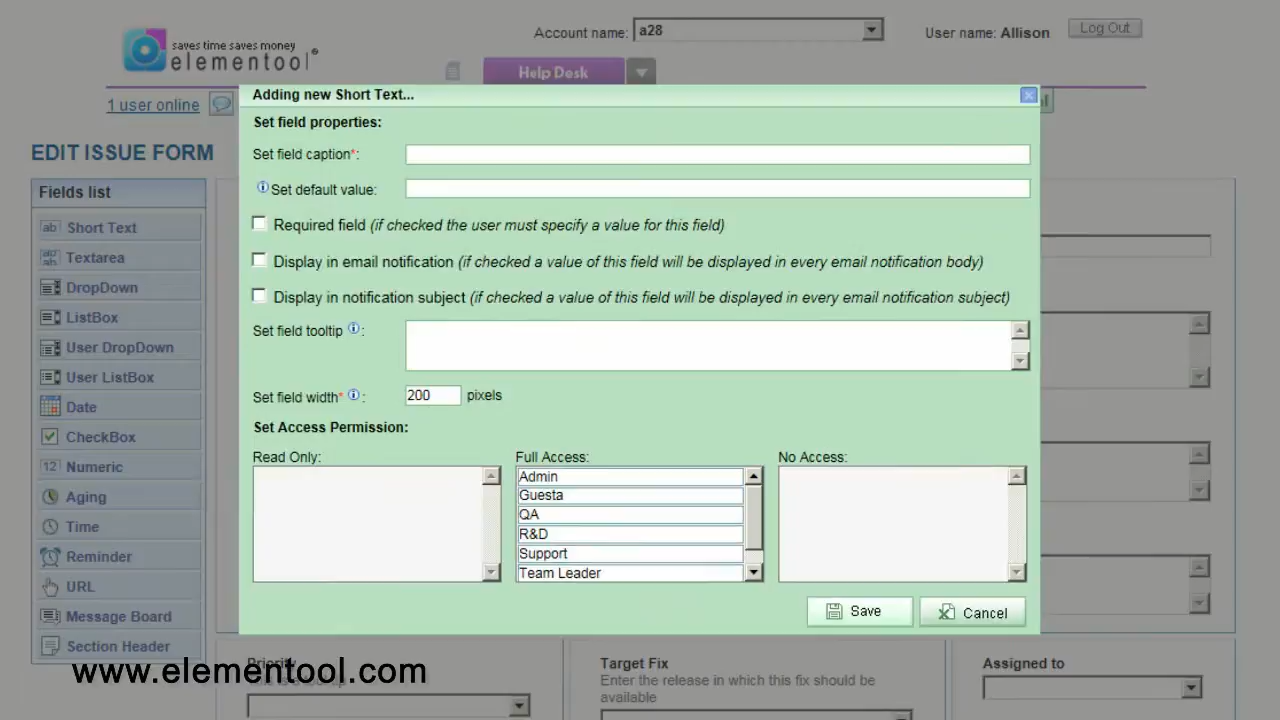 Account name: a28
User name: Allison
Log Out
saves time saves money
elementool®
Help Desk
1 user online
Adding new Short Text...
Set field properties:
EDIT ISSUE FORM
Set field caption*:
Fields list
Set default value:
ab Short Text
Required field (if checked the user must specify a value for this field)
Textarea
Display in email notification (if checked a value of this field will be displayed in every email notification body)
DropDown
Display in notification subject (if checked a value of this field will be displayed in every email notification subject)
ListBox
Set field tooltip :
User DropDown
User ListBox
Set field width* : 200 pixels
Date
Set Access Permission:
CheckBox
Read Only: Full Access: No Access:
12 Numeric
Admin
Aging
Guesta
QA
Time
R&D
Reminder
Support
Team Leader
URL
Message Board
Save Cancel
Section Header
www.elementool.com
Priority
Target Fix
Enter the release in which this fix should be
available
Assigned to